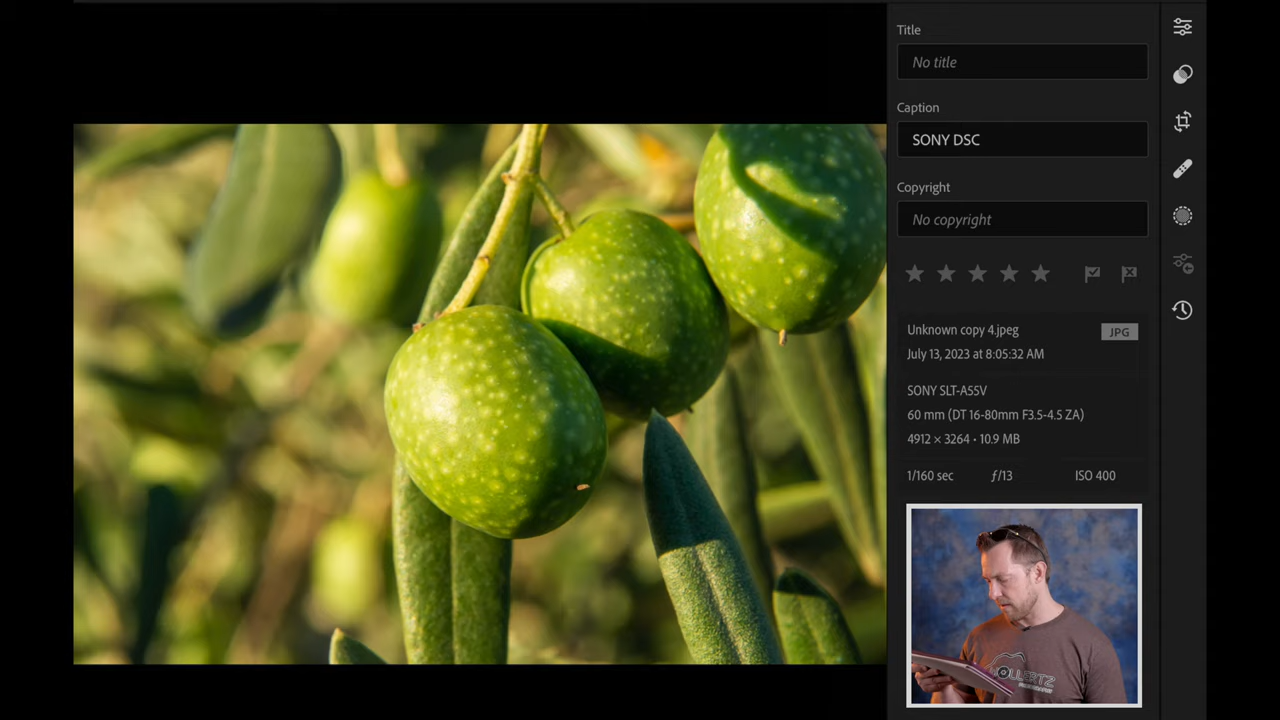 Title
No title
Caption
SONY DSC
Copyright
No copyright
Unknown copy 4.jpeg
JPG
July 13, 2023 at 8:05:32 AM
SONY SLT-A55V
60 mm (DT 16-80mm F3.5-4.5 ZA)
4912 × 3264 • 10.9 MB
1/160 sec ƒ/13 ISO 400